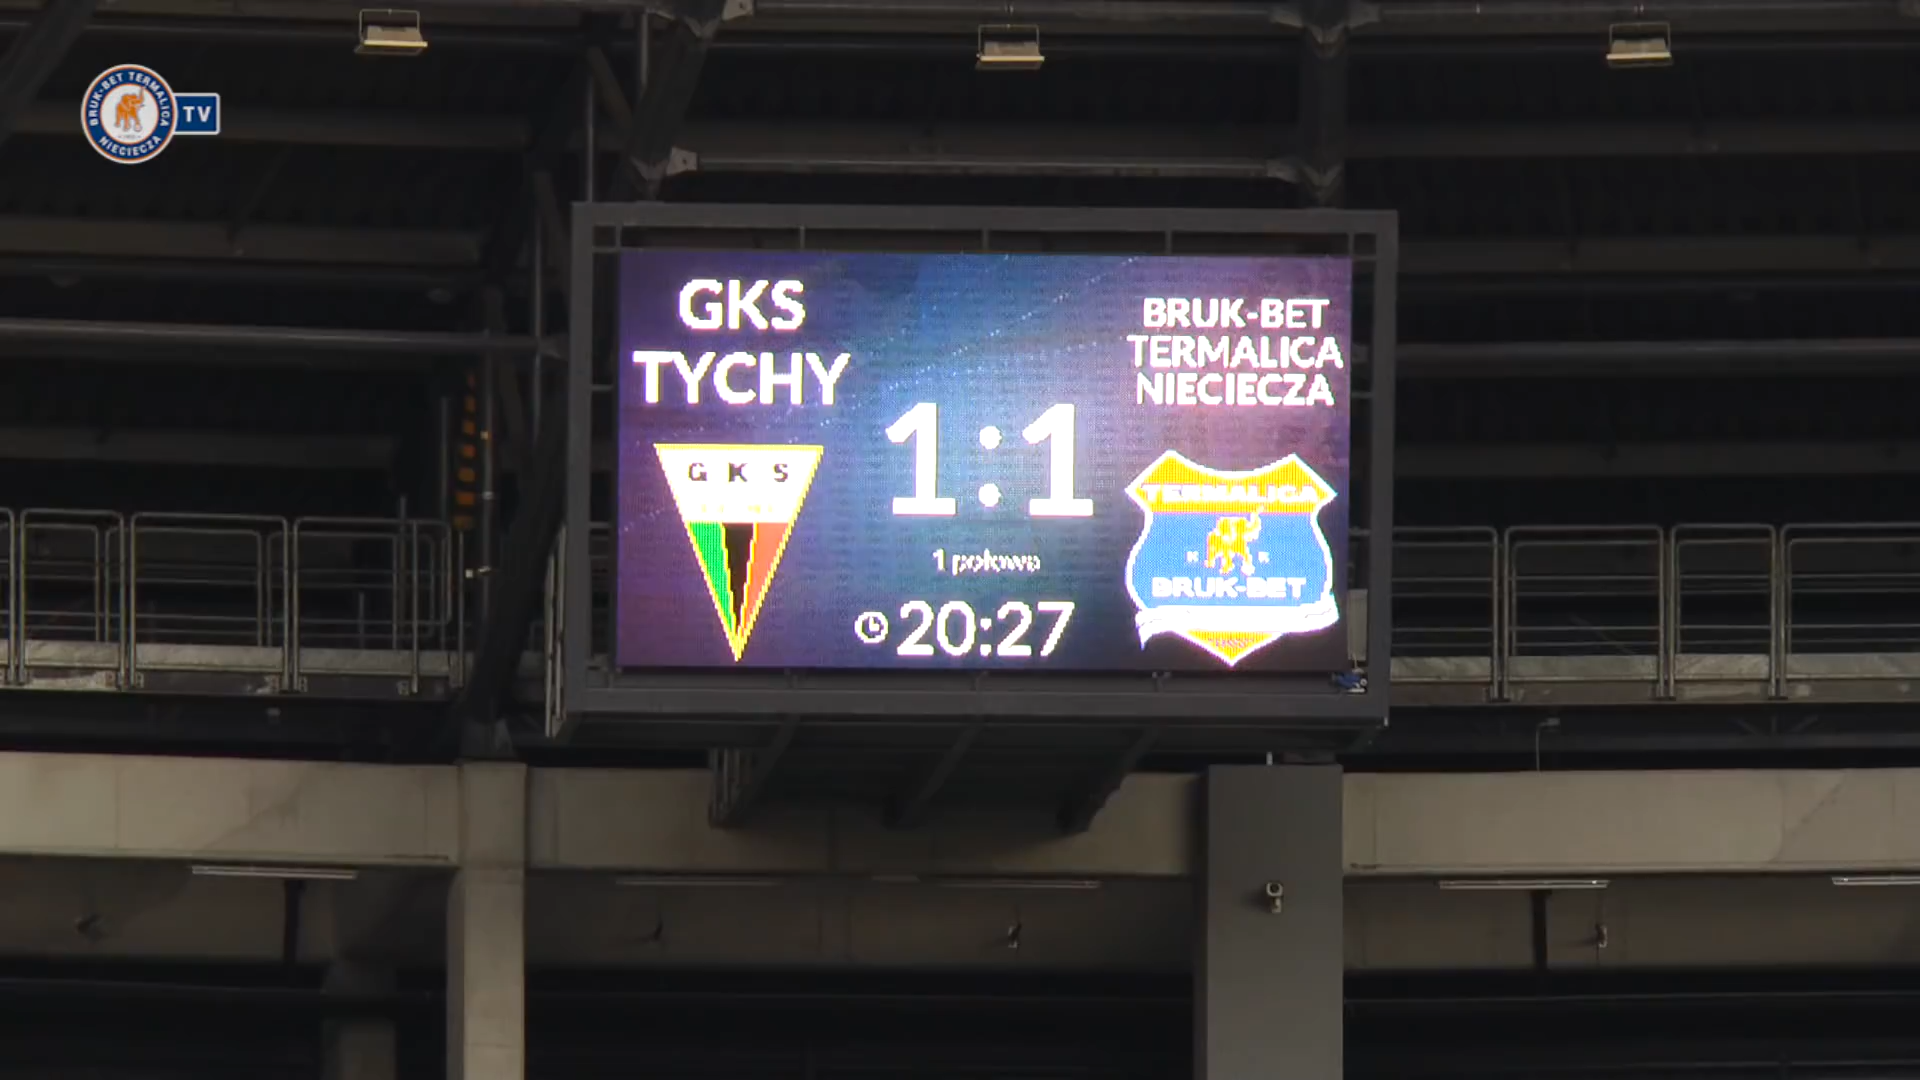 BRUK-BET TERMALICA
NIECIECZA
TV
GKS
TYCHY
BRUK-BET
TERMALICA
NIECIECZA
1:1
G K S
TERMALICA
BRUK-BET
1 połowa
20:27